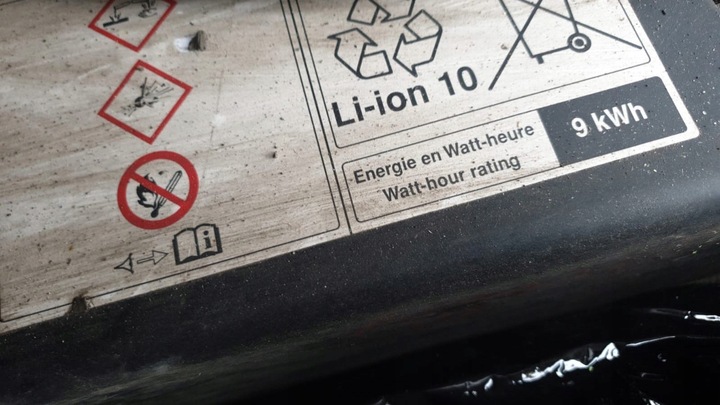 Li-ion 10
Energie en Watt-heure
Watt-hour rating
9 kWh